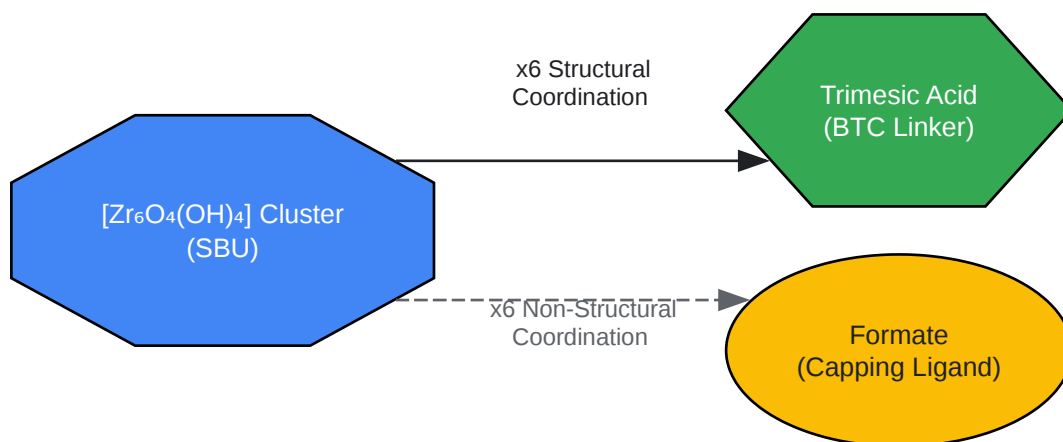 x6 Structural
Coordination
Trimesic Acid
(BTC Linker)
[Zr₆O₄(OH)₄] Cluster
(SBU)
x6 Non-Structural
Coordination
Formate
(Capping Ligand)